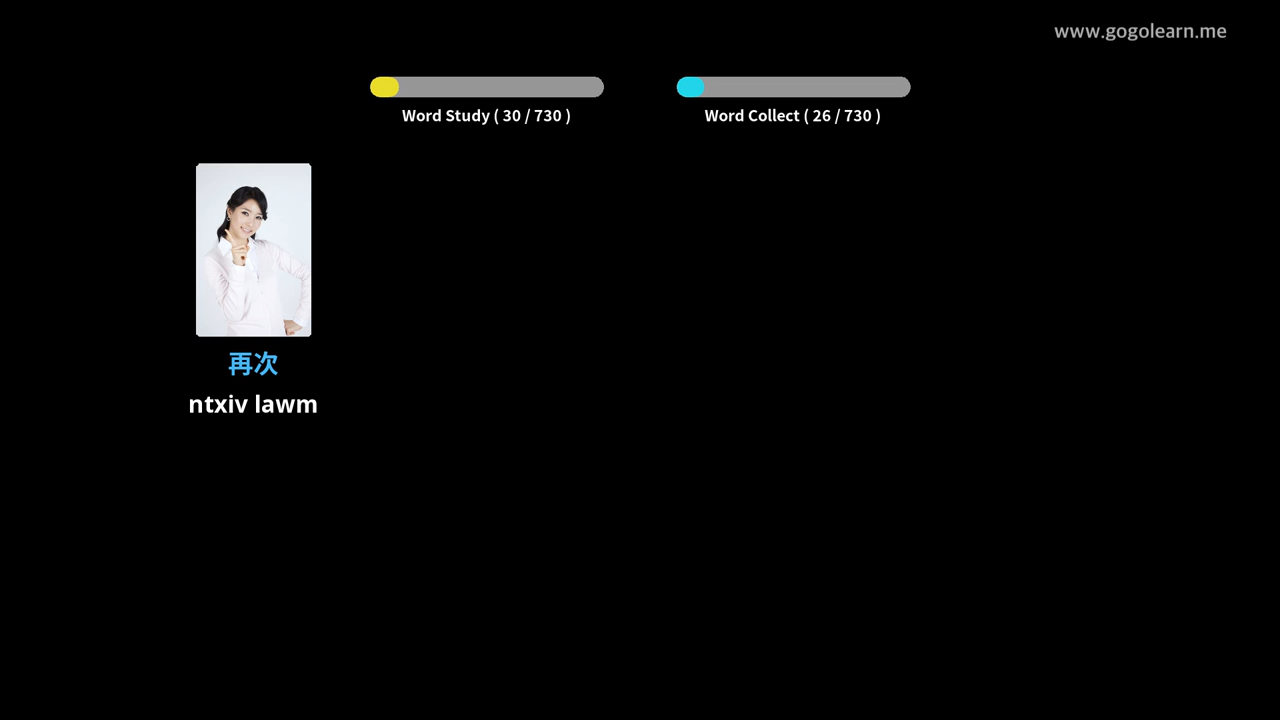 www.gogolearn.me
Word Study ( 30 / 730 )
Word Collect ( 26 / 730 )
再次
ntxiv lawm